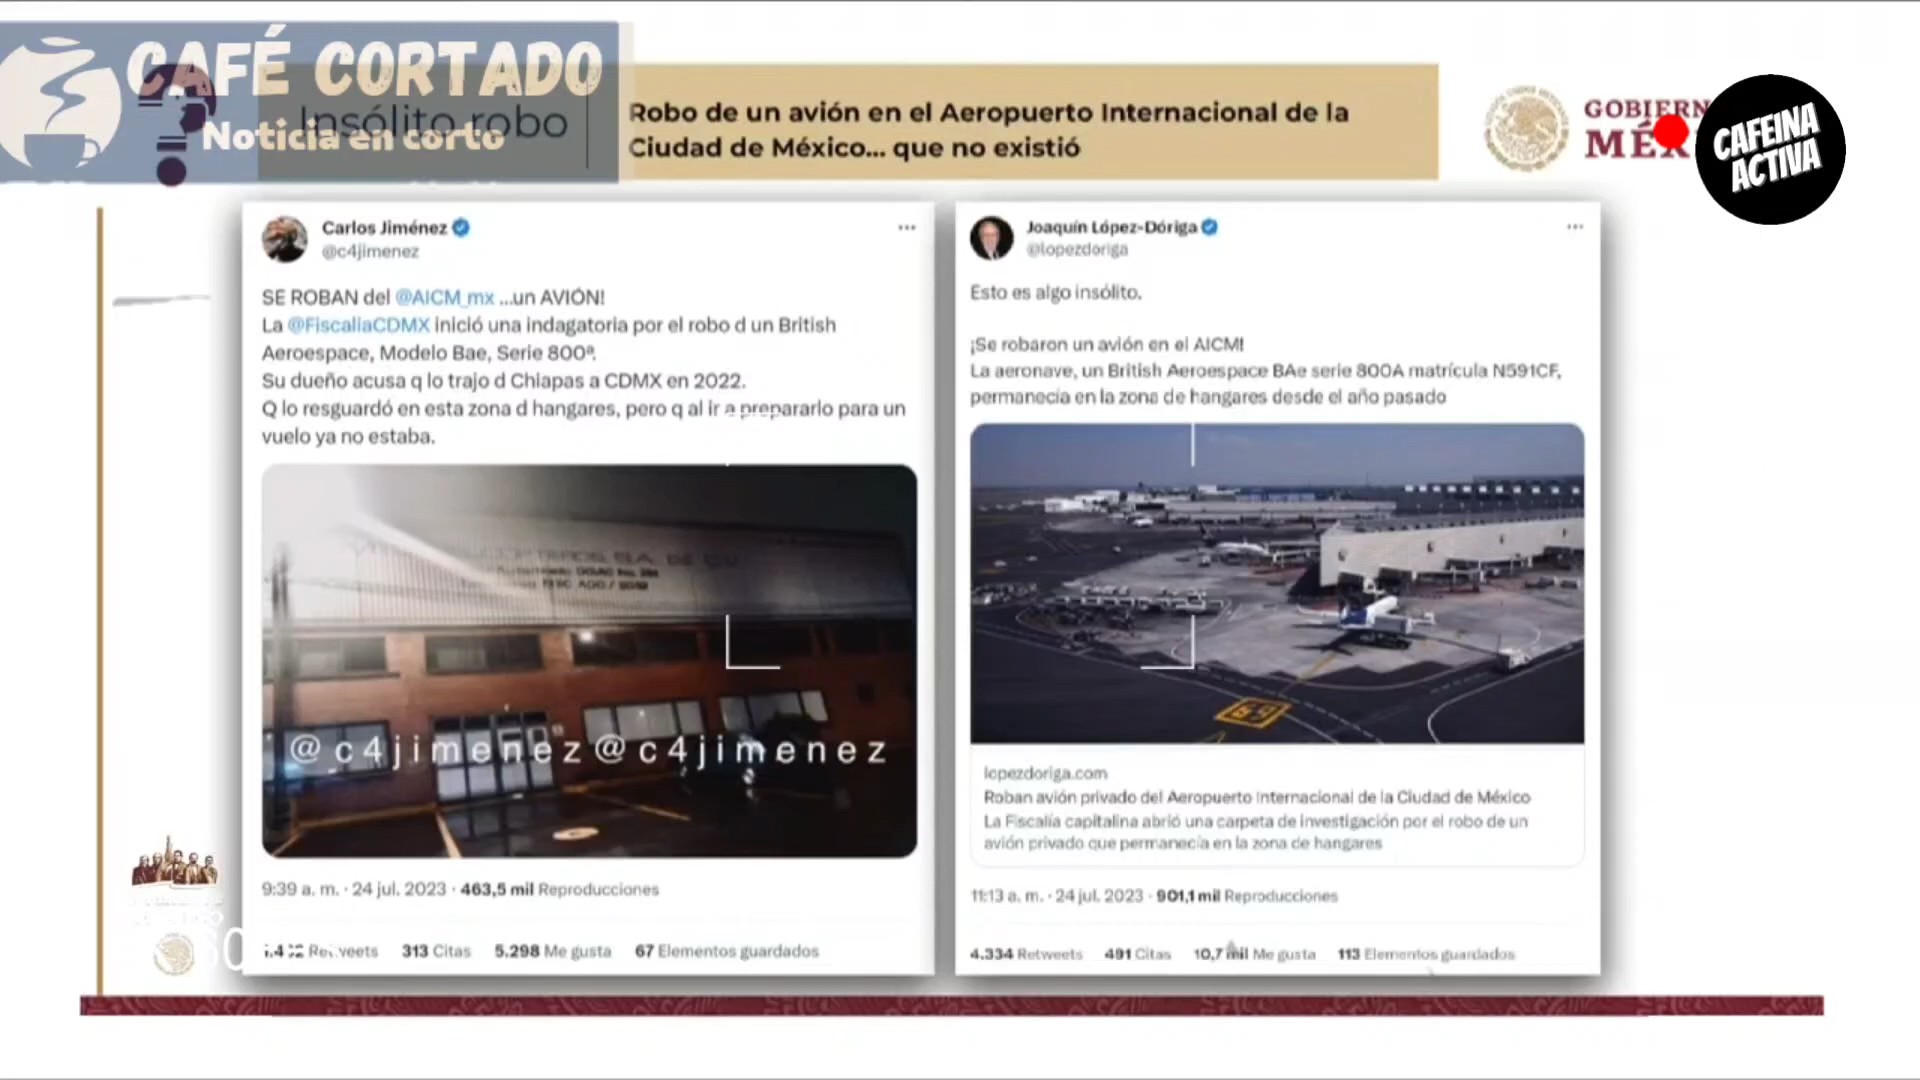 CAFÉ CORTADO
Noticia en corto
Insólito robo
Robo de un avión en el Aeropuerto Internacional de la
Ciudad de México... que no existió
CAFEINA
ACTIVA
Carlos Jiménez
@c4jimenez
SE ROBAN del @AICM_mx ...un AVIÓN!
La @FiscaliaCDMX inició una indagatoria por el robo d un British
Aeroespace, Modelo Bae, Serie 800ª.
Su dueño acusa q lo trajo d Chiapas a CDMX en 2022.
Q lo resguardó en esta zona d hangares, pero q al ir a prepararlo para un
vuelo ya no estaba.
@c4jimenez@c4jimenez
9:39 a. m. · 24 jul. 2023 · 463,5 mil Reproducciones
Retweets 313 Citas 5.298 Me gusta 67 Elementos guardados
Joaquín López-Dóriga
@lopezdoriga
Esto es algo insólito.
¡Se robaron un avión en el AICM!
La aeronave, un British Aeroespace BAe serie 800A matrícula N591CF,
permanecía en la zona de hangares desde el año pasado
69
lopezdoriga.com
Roban avión privado del Aeropuerto Internacional de la Ciudad de México
La Fiscalía capitalina abrió una carpeta de investigación por el robo de un
avión privado que permanecía en la zona de hangares
11:13 a. m. · 24 jul. 2023 · 901,1 mil Reproducciones
4.334 Retweets 491 Citas 10,7 mil Me gusta 113 Elementos guardados